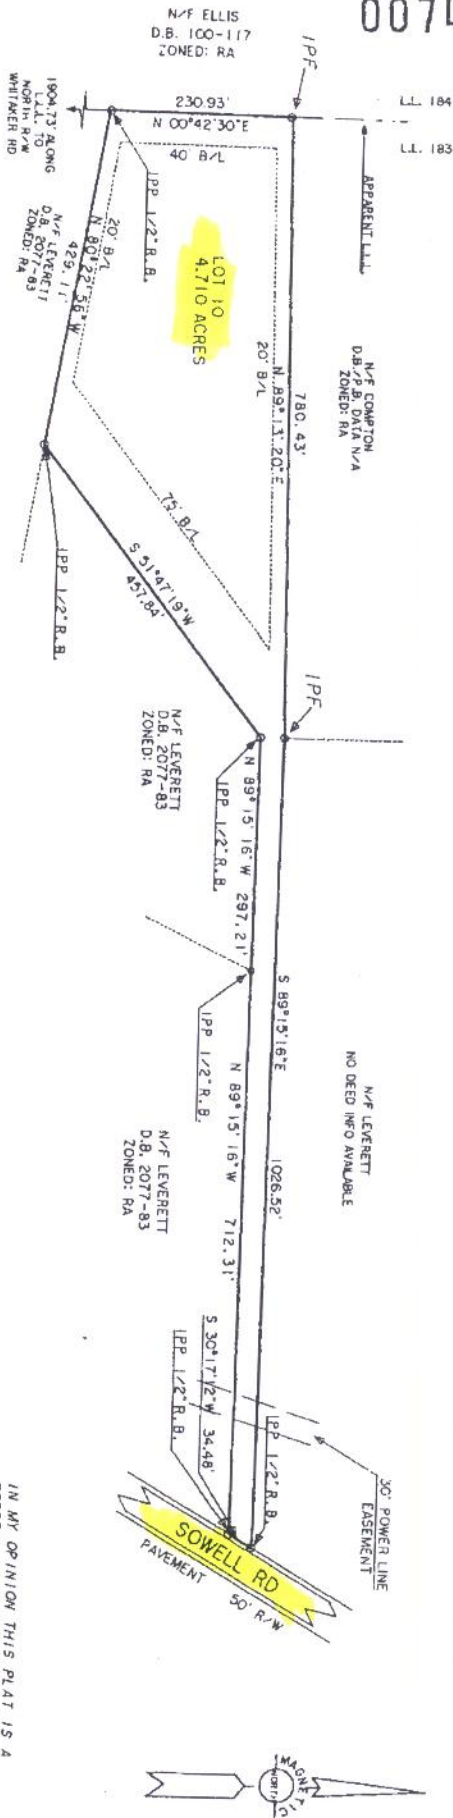 N/F ELLIS
D.B. 100-117
ZONED: RA
007
IPF
L.L. 184
L.L. 183
230.93'
N 00°42'30"E
40' B/L
APPARENT L.L.L.
1904.73' ALONG
L.L.L. TO
NORTH R/W
WHITAKER RD
IPP 1/2" R.B.
20' B/L
N 80°22'56"W
429.11'
N/F LEVERETT
D.B. 2077-83
ZONED: RA
LOT 10
4.710 ACRES
780.43'
N 89°13'20"E
20' B/L
N/F COMPTON
D.B./P.B. DATA N/A
ZONED: RA
75' B/L
S 51°47'19"W
457.84'
IPP 1/2" R.B.
IPF
N/F LEVERETT
D.B. 2077-83
ZONED: RA
IPP 1/2" R.B.
N 89°15'16"W 297.21'
IPP 1/2" R.B.
S 89°15'16"E
1026.52'
N/F LEVERETT
NO DEED INFO AVAILABLE
N 89°15'16"W 712.31'
N/F LEVERETT
D.B. 2077-83
ZONED: RA
S 30°17'12"W 34.48'
IPP 1/2" R.B.
IPP 1/2" R.B.
30' POWER LINE
EASEMENT
SOWELL RD
PAVEMENT
50' R/W
MAGNETIC
NORTH
IN MY OPINION THIS PLAT IS A